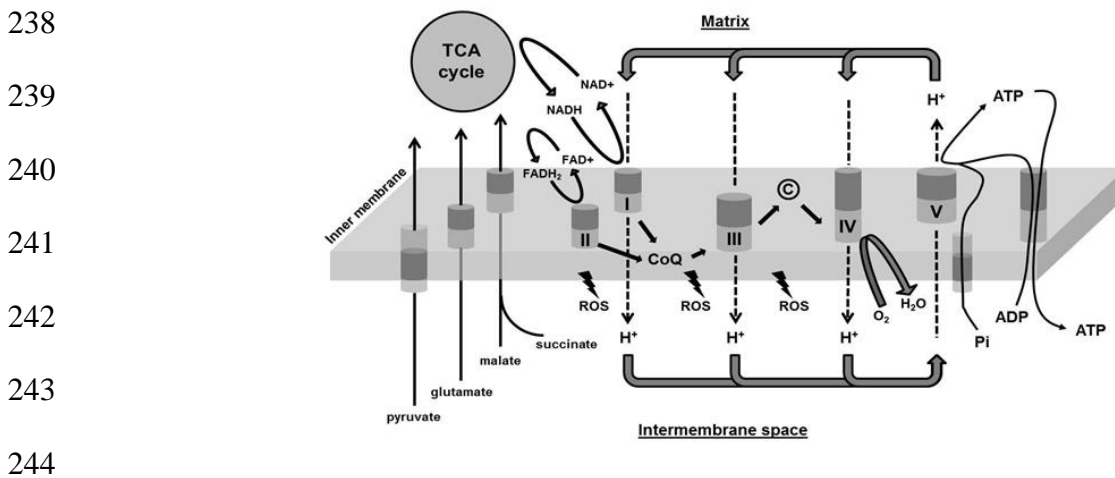 238
239
240
241
242
243
244
Matrix
TCA
cycle
NAD+
NADH
FAD+
FADH₂
H⁺
ATP
Inner membrane
I
II
III
IV
V
C
CoQ
ROS
ROS
ROS
O₂
H₂O
H⁺
H⁺
H⁺
Pi
ADP
ATP
succinate
malate
glutamate
pyruvate
Intermembrane space